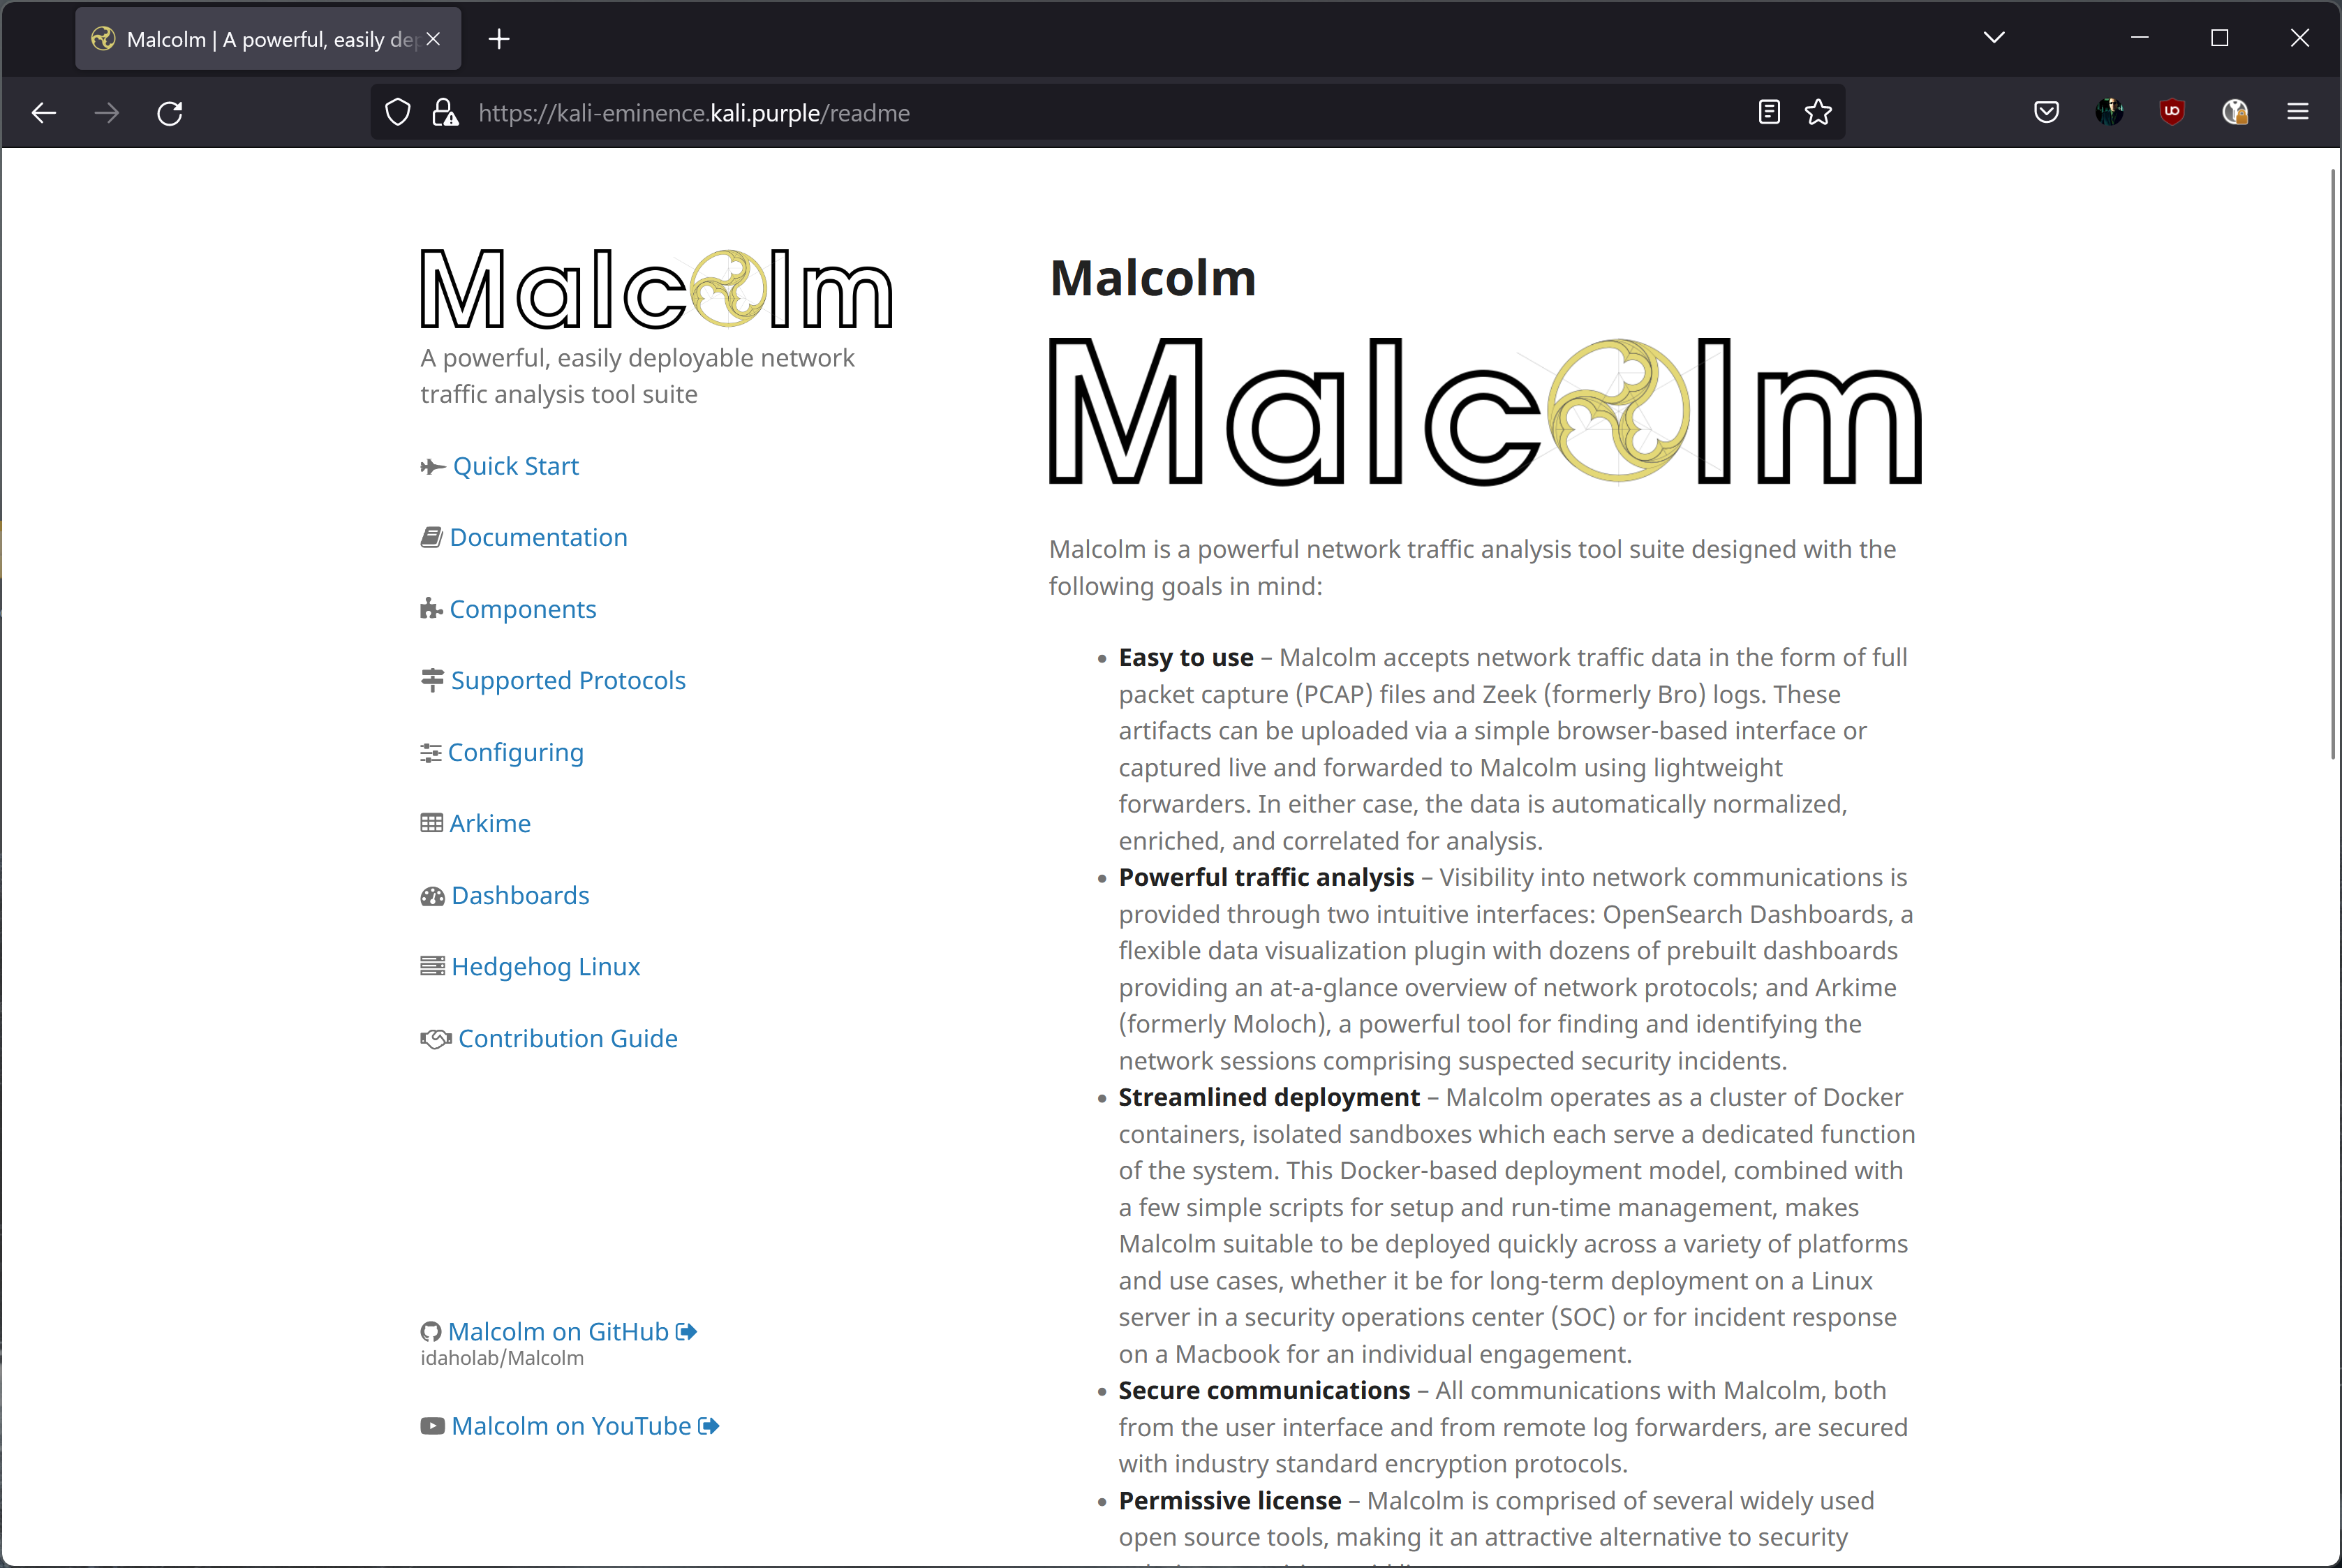 Malcolm | A powerful, easily dep
https://kali-eminence.kali.purple/readme
Malcolm
A powerful, easily deployable network
traffic analysis tool suite
Quick Start
Documentation
Components
Supported Protocols
Configuring
Arkime
Dashboards
Hedgehog Linux
Contribution Guide
Malcolm on GitHub
idaholab/Malcolm
Malcolm on YouTube
Malcolm
Malcolm
Malcolm is a powerful network traffic analysis tool suite designed with the
following goals in mind:
• Easy to use – Malcolm accepts network traffic data in the form of full
packet capture (PCAP) files and Zeek (formerly Bro) logs. These
artifacts can be uploaded via a simple browser-based interface or
captured live and forwarded to Malcolm using lightweight
forwarders. In either case, the data is automatically normalized,
enriched, and correlated for analysis.
• Powerful traffic analysis – Visibility into network communications is
provided through two intuitive interfaces: OpenSearch Dashboards, a
flexible data visualization plugin with dozens of prebuilt dashboards
providing an at-a-glance overview of network protocols; and Arkime
(formerly Moloch), a powerful tool for finding and identifying the
network sessions comprising suspected security incidents.
• Streamlined deployment – Malcolm operates as a cluster of Docker
containers, isolated sandboxes which each serve a dedicated function
of the system. This Docker-based deployment model, combined with
a few simple scripts for setup and run-time management, makes
Malcolm suitable to be deployed quickly across a variety of platforms
and use cases, whether it be for long-term deployment on a Linux
server in a security operations center (SOC) or for incident response
on a Macbook for an individual engagement.
• Secure communications – All communications with Malcolm, both
from the user interface and from remote log forwarders, are secured
with industry standard encryption protocols.
• Permissive license – Malcolm is comprised of several widely used
open source tools, making it an attractive alternative to security